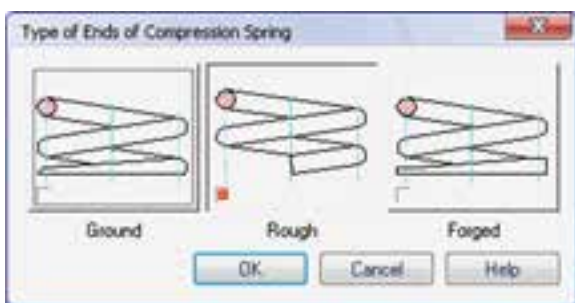 Type of Ends of Compression Spring
Ground
Rough
Forged
OK
Cancel
Help